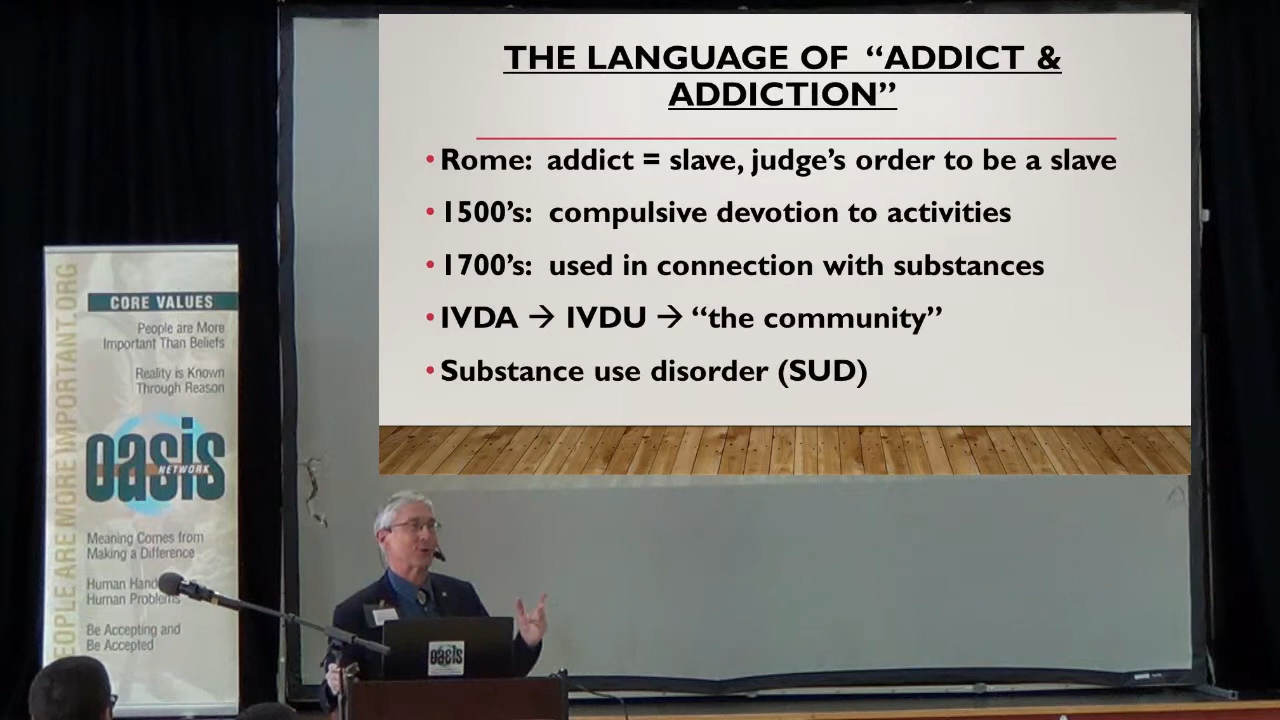 THE LANGUAGE OF “ADDICT &
ADDICTION”
• Rome: addict = slave, judge’s order to be a slave
• 1500’s: compulsive devotion to activities
• 1700’s: used in connection with substances
• IVDA → IVDU → “the community”
• Substance use disorder (SUD)
EOPLE ARE MORE IMPORTANT.ORG
CORE VALUES
People are More
Important Than Beliefs
Reality is Known
Through Reason
oasis
NETWORK
Meaning Comes from
Making a Difference
Human Hand
Human Problems
Be Accepting and
Be Accepted
oasis